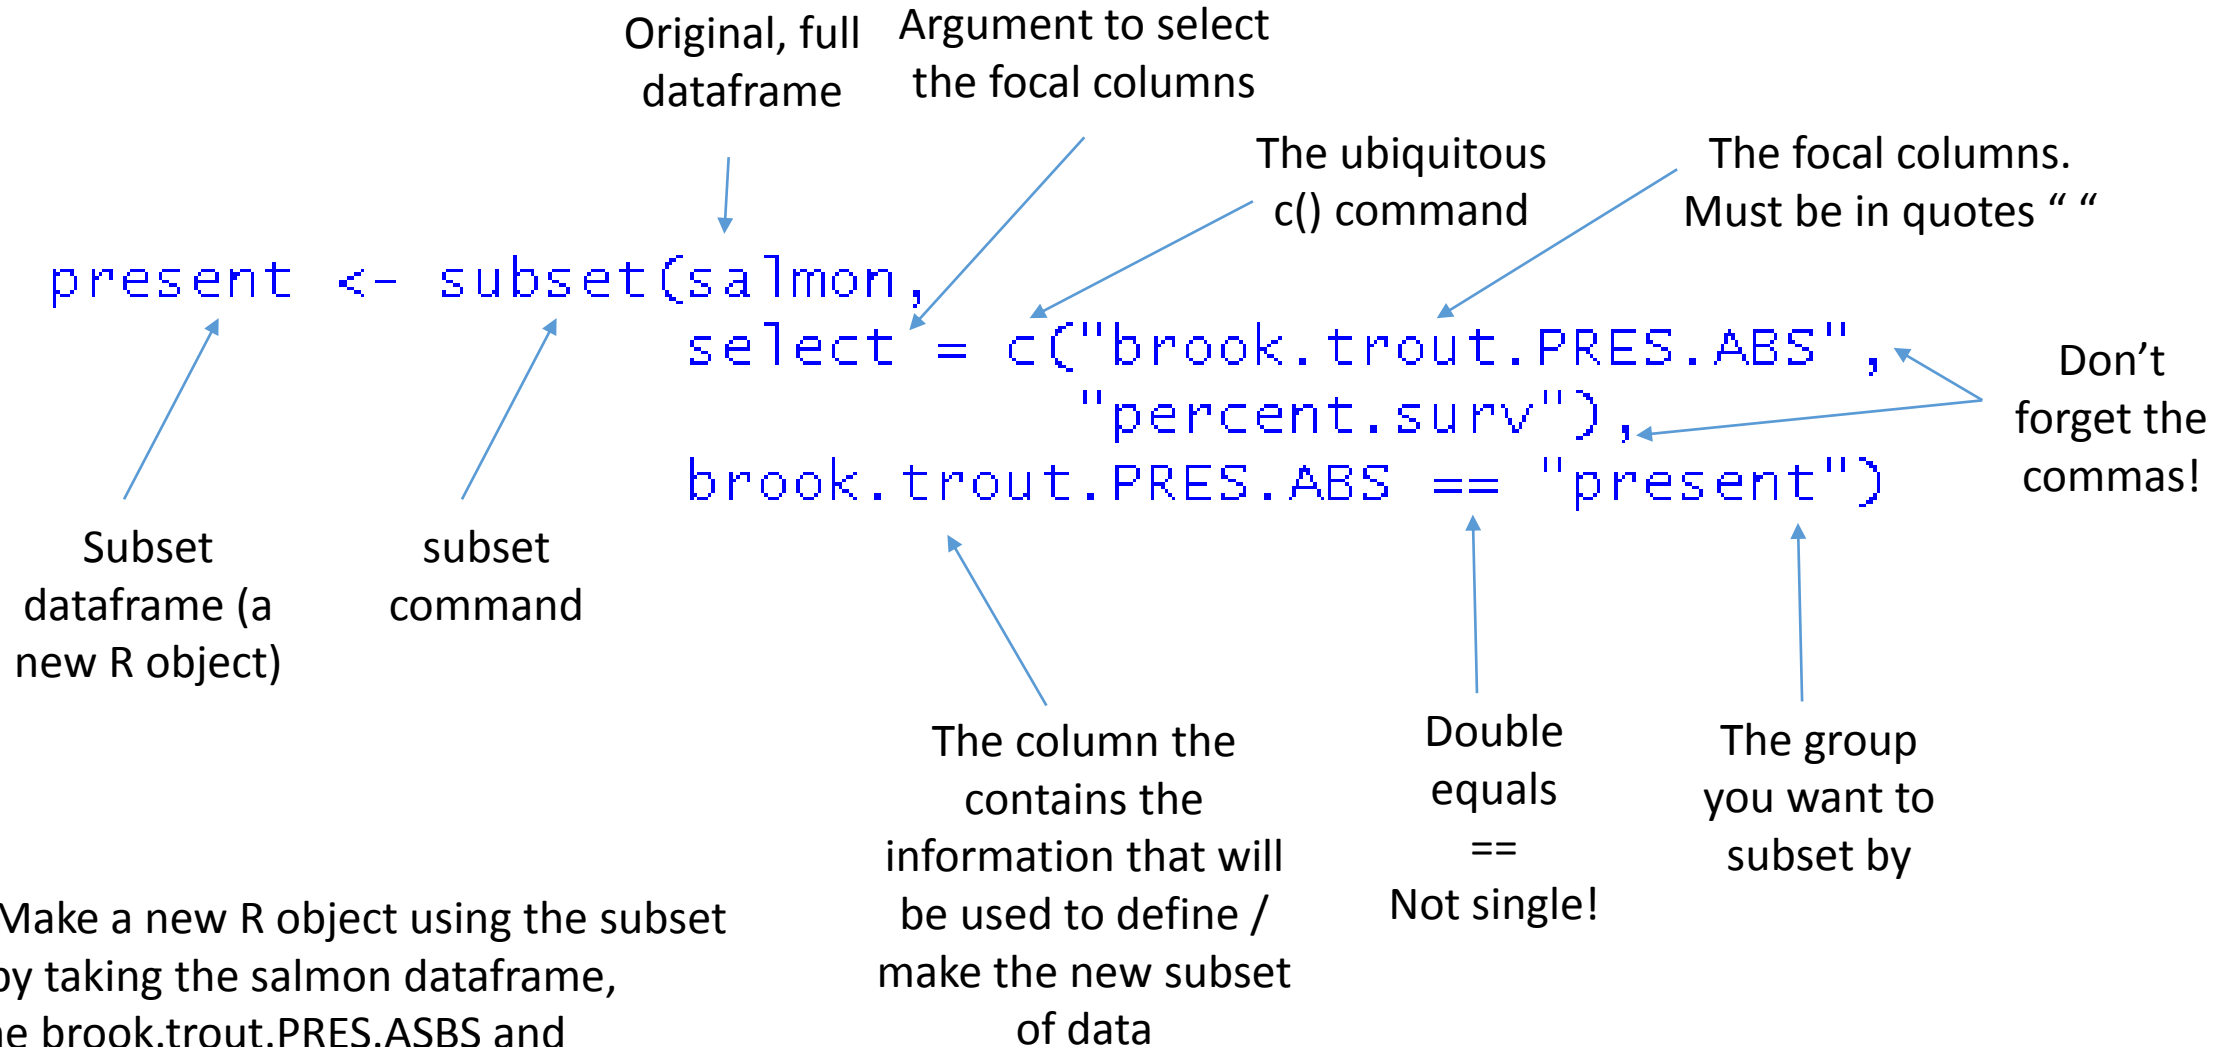 Original, full
dataframe
Argument to select
the focal columns
The ubiquitous
c() command
The focal columns.
Must be in quotes “ “
present <- subset(salmon,
select = c("brook.trout.PRES.ABS",
"percent.surv"),
brook.trout.PRES.ABS == "present")
Don’t
forget the
commas!
Subset
dataframe (a
new R object)
subset
command
The column the
contains the
information that will
be used to define /
make the new subset
of data
Double
equals
==
Not single!
The group
you want to
subset by
Make a new R object using the subset
by taking the salmon dataframe,
brook.trout.PRES.ASBS and